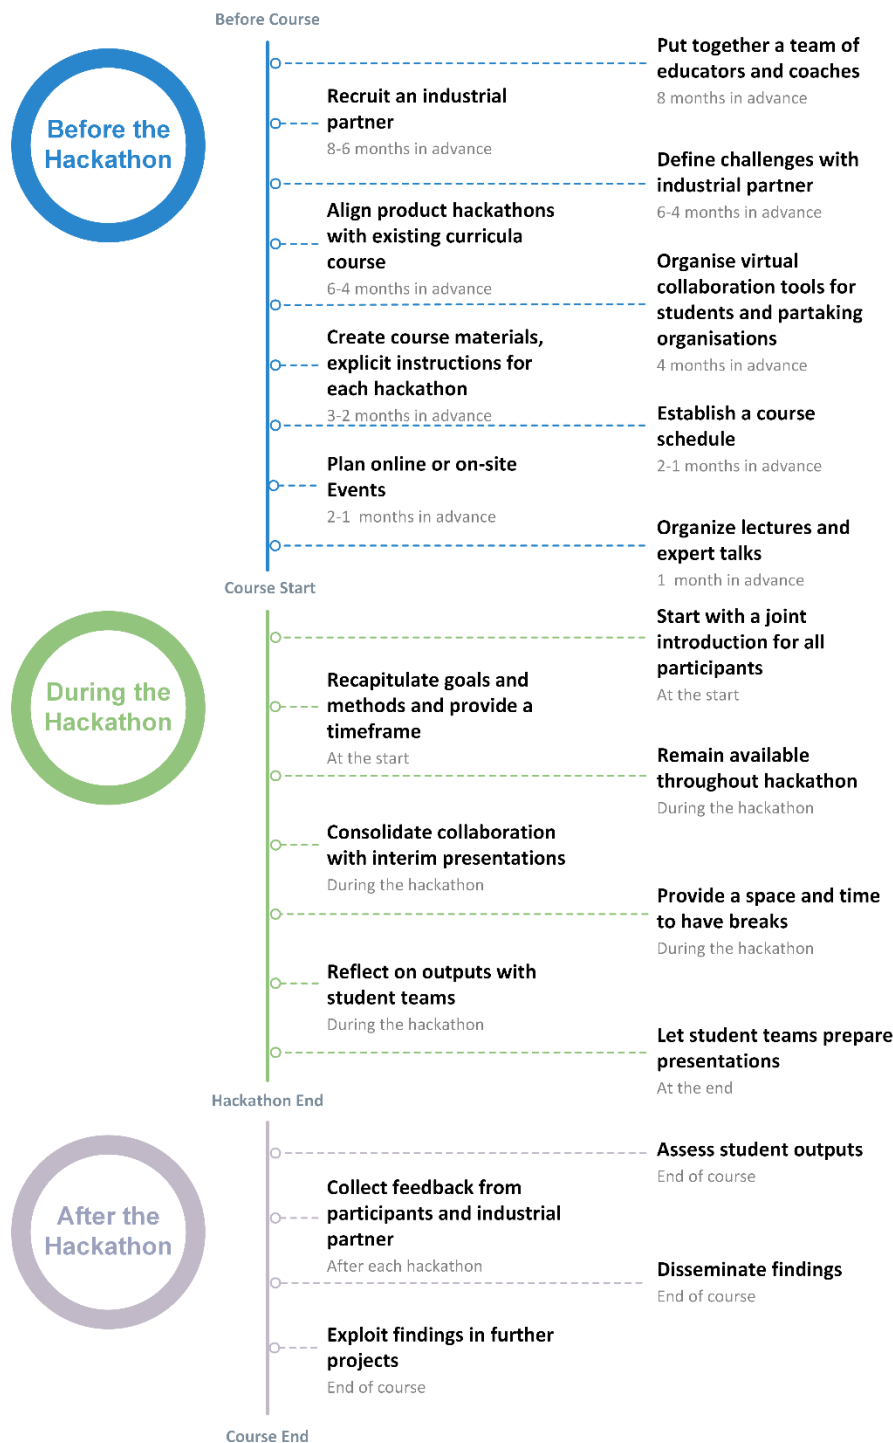 Before Course
Before the
Hackathon
Put together a team of
educators and coaches
8 months in advance
Recruit an industrial
partner
8-6 months in advance
Define challenges with
industrial partner
6-4 months in advance
Align product hackathons
with existing curricula
course
6-4 months in advance
Organise virtual
collaboration tools for
students and partaking
organisations
4 months in advance
Create course materials,
explicit instructions for
each hackathon
3-2 months in advance
Establish a course
schedule
2-1 months in advance
Plan online or on-site
Events
2-1 months in advance
Organize lectures and
expert talks
1 month in advance
Course Start
During the
Hackathon
Start with a joint
introduction for all
participants
At the start
Recapitulate goals and
methods and provide a
timeframe
At the start
Remain available
throughout hackathon
During the hackathon
Consolidate collaboration
with interim presentations
During the hackathon
Provide a space and time
to have breaks
During the hackathon
Reflect on outputs with
student teams
During the hackathon
Let student teams prepare
presentations
At the end
Hackathon End
After the
Hackathon
Assess student outputs
End of course
Collect feedback from
participants and industrial
partner
After each hackathon
Disseminate findings
End of course
Exploit findings in further
projects
End of course
Course End